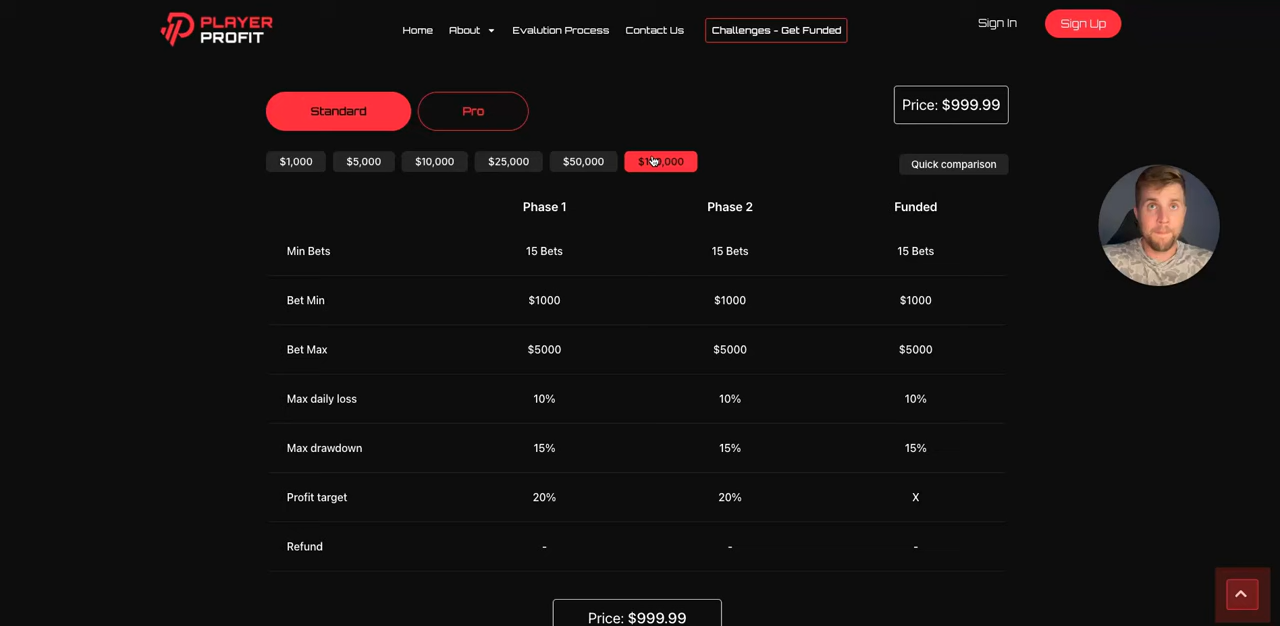 PLAYER
PROFIT
Home About Evalution Process Contact Us Challenges - Get Funded Sign In Sign Up
Standard Pro Price: $999.99
$1,000 $5,000 $10,000 $25,000 $50,000 Quick comparison
Phase 1 Phase 2 Funded
Min Bets 15 Bets 15 Bets 15 Bets
Bet Min $1000 $1000 $1000
Bet Max $5000 $5000 $5000
Max daily loss 10% 10% 10%
Max drawdown 15% 15% 15%
Profit target 20% 20% X
Refund - - -
Price: $999.99